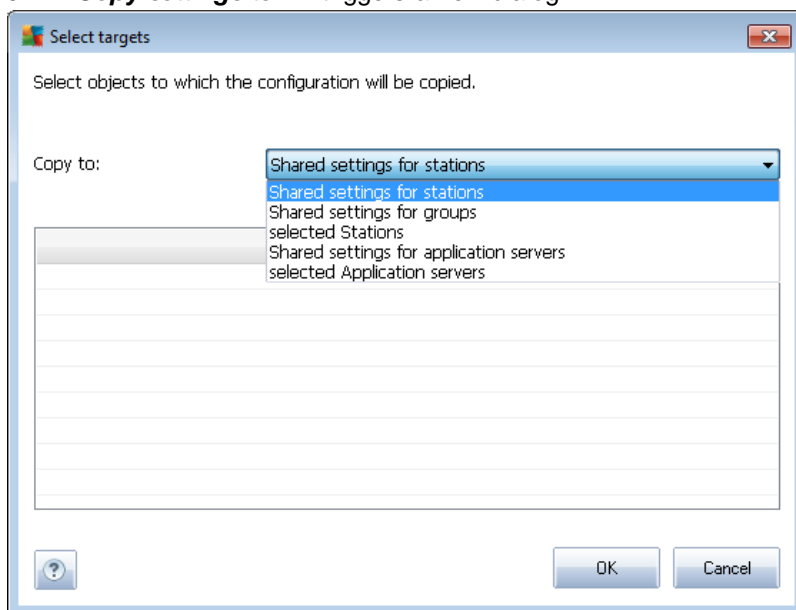 Select targets
Select objects to which the configuration will be copied.
Copy to:
Shared settings for stations
Shared settings for stations
Shared settings for groups
selected Stations
Shared settings for application servers
selected Application servers
?
OK
Cancel